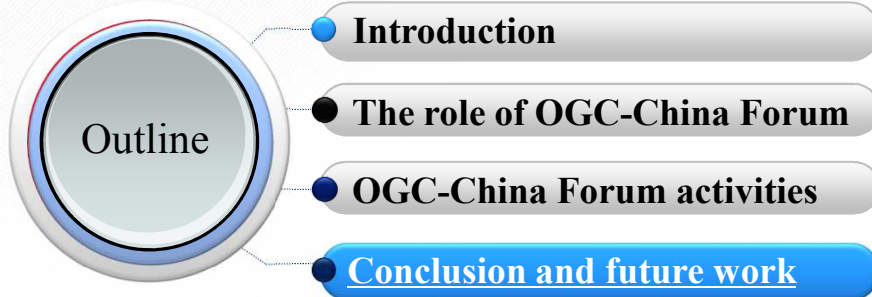 Outline
Introduction
The role of OGC-China Forum
OGC-China Forum activities
Conclusion and future work